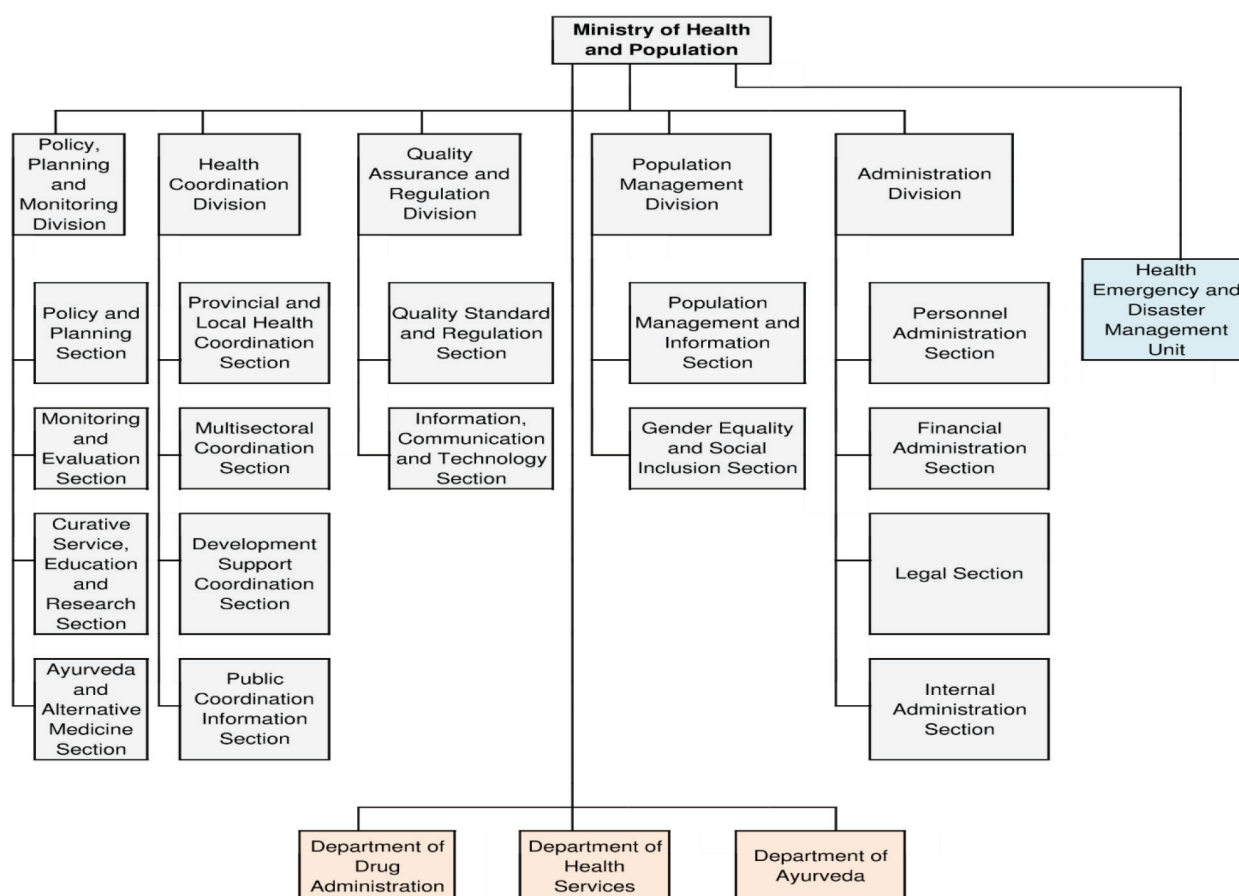 Ministry of Health
and Population
Policy,
Planning
and
Monitoring
Division
Health
Coordination
Division
Quality
Assurance and
Regulation
Division
Population
Management
Division
Administration
Division
Health
Emergency and
Disaster
Management
Unit
Policy and
Planning
Section
Provincial and
Local Health
Coordination
Section
Quality Standard
and Regulation
Section
Population
Management and
Information
Section
Personnel
Administration
Section
Monitoring
and
Evaluation
Section
Multisectoral
Coordination
Section
Information,
Communication
and Technology
Section
Gender Equality
and Social
Inclusion Section
Financial
Administration
Section
Curative
Service,
Education
and
Research
Section
Development
Support
Coordination
Section
Legal Section
Ayurveda
and
Alternative
Medicine
Section
Public
Coordination
Information
Section
Internal
Administration
Section
Department of
Drug
Administration
Department of
Health
Services
Department of
Ayurveda